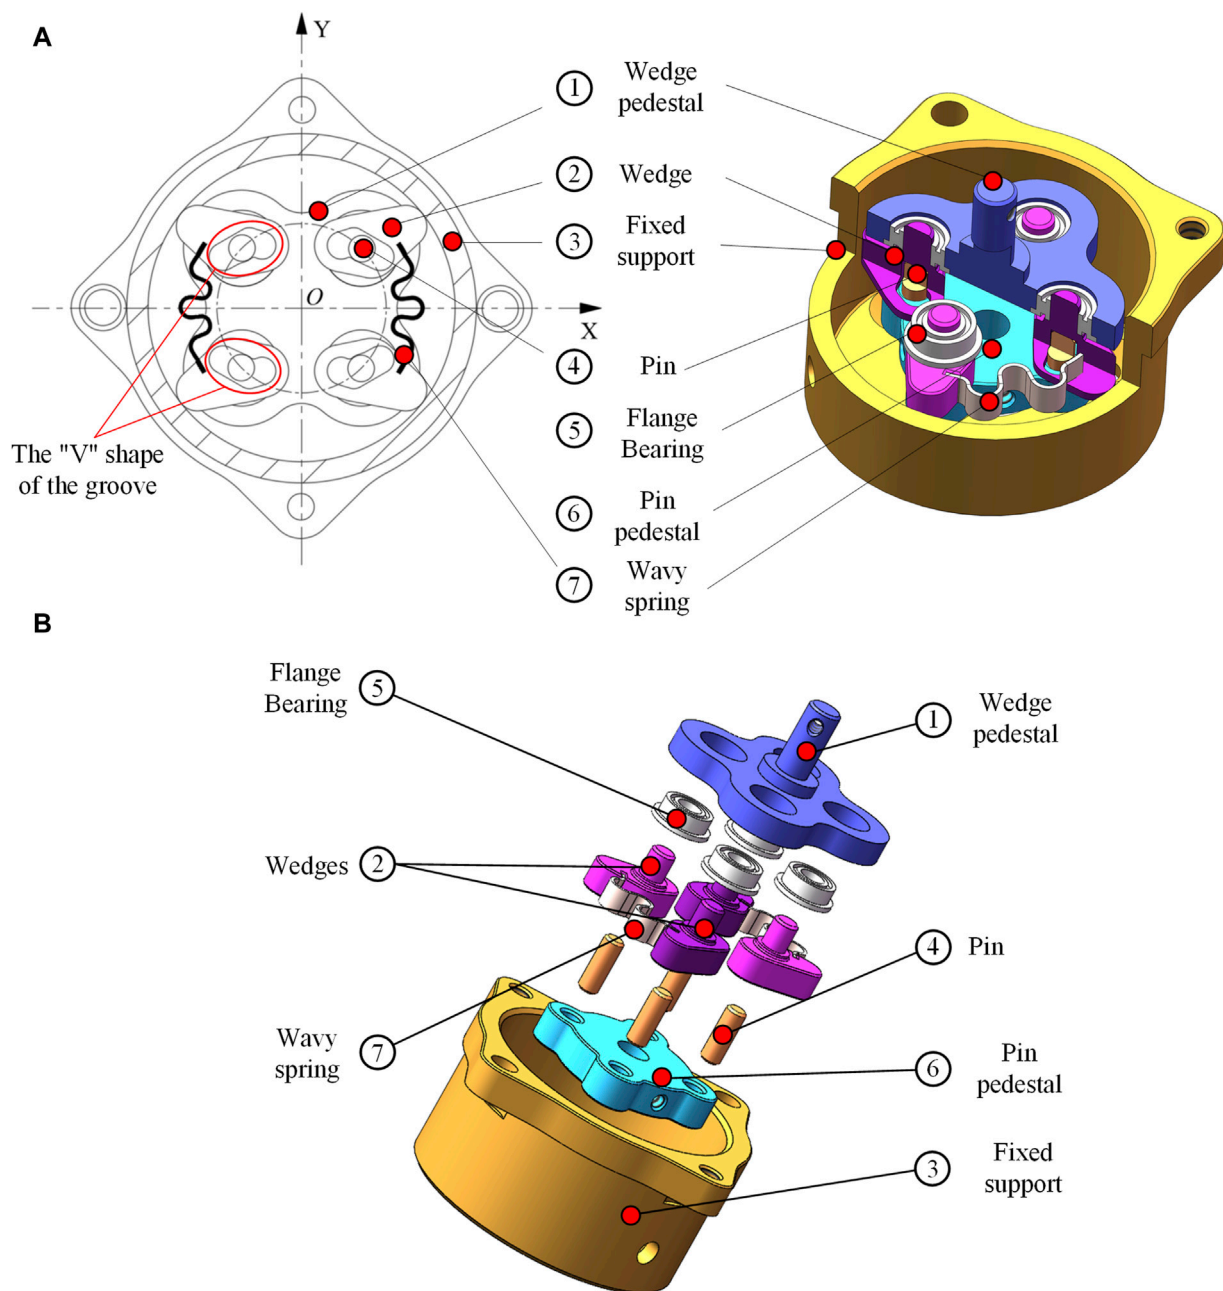 A
Y
1
Wedge
pedestal
2
Wedge
3
Fixed
support
O
X
4
Pin
5
Flange
Bearing
The "V" shape
of the groove
6
Pin
pedestal
7
Wavy
spring
B
Flange
Bearing
5
1
Wedge
pedestal
Wedges
2
4
Pin
Wavy
spring
7
6
Pin
pedestal
3
Fixed
support